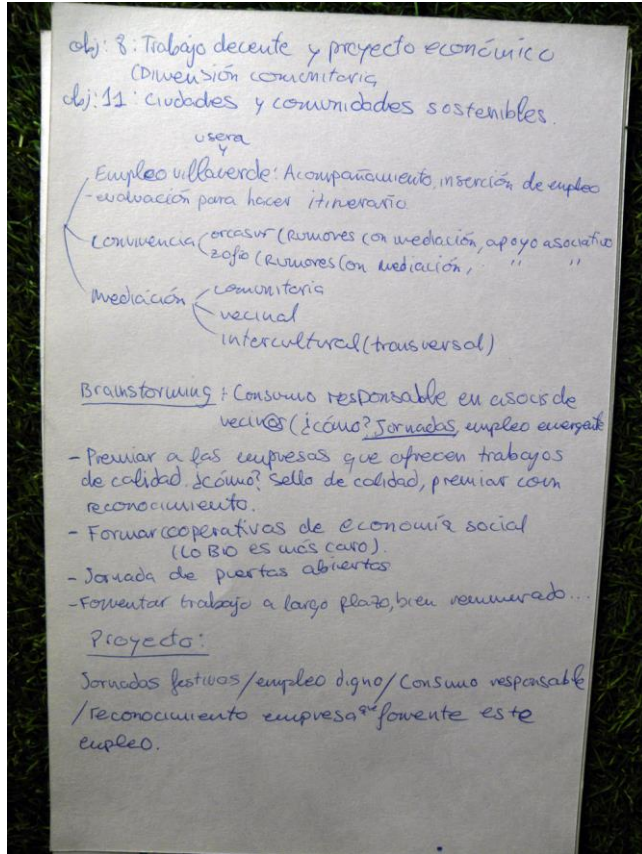 obj: 8: Trabajo decente y proyecto económico
(Dimensión comunitaria
obj: 11: ciudades y comunidades sostenibles.
usera
y
Empleo villaverde: Acompañamiento, inserción de empleo
- evaluación para hacer itinerario
Convivencia (orcasur (Rumores con mediación, apoyo asociativo
zofio (Rumores con mediación, " "
Mediación comunitaria
vecinal
intercultural (transversal)
Brainstorming: Consumo responsable en asocs de
vecin@s (¿cómo? Jornadas, empleo emergente
- Premiar a las empresas que ofrecen trabajos
de calidad. ¿cómo? Sello de calidad, premiar con
reconocimiento.
- Formar cooperativas de economía social
(Lo BIO es más caro).
- Jornada de puertas abiertas
- Fomentar trabajo a largo plazo, bien remunerado...
Proyecto:
Jornadas festivas / empleo digno / Consumo responsable
/ reconocimiento empresa que fomente este
empleo.